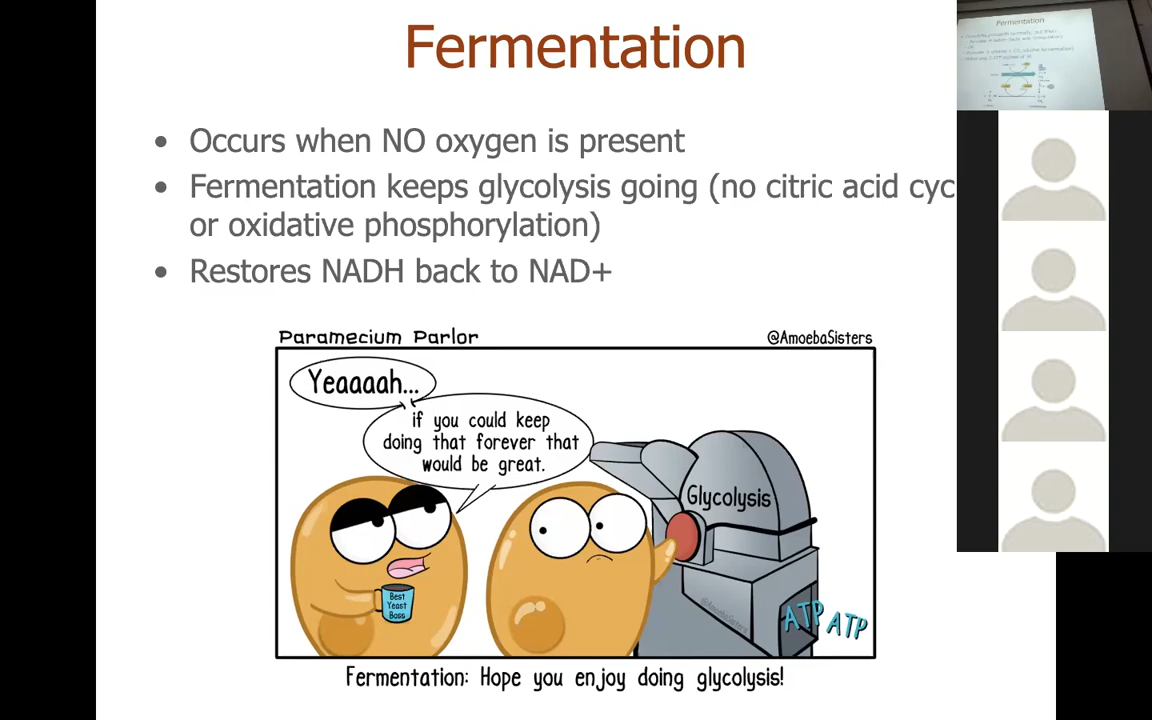 Fermentation
• Occurs when NO oxygen is present
• Fermentation keeps glycolysis going (no citric acid cyc
or oxidative phosphorylation)
• Restores NADH back to NAD+
Paramecium Parlor
@AmoebaSisters
Yeaaaah...
if you could keep
doing that forever that
would be great.
Glycolysis
Best
Yeast
Boss
@AmoebaSisters
ATP ATP
Fermentation: Hope you enjoy doing glycolysis!
Fermentation